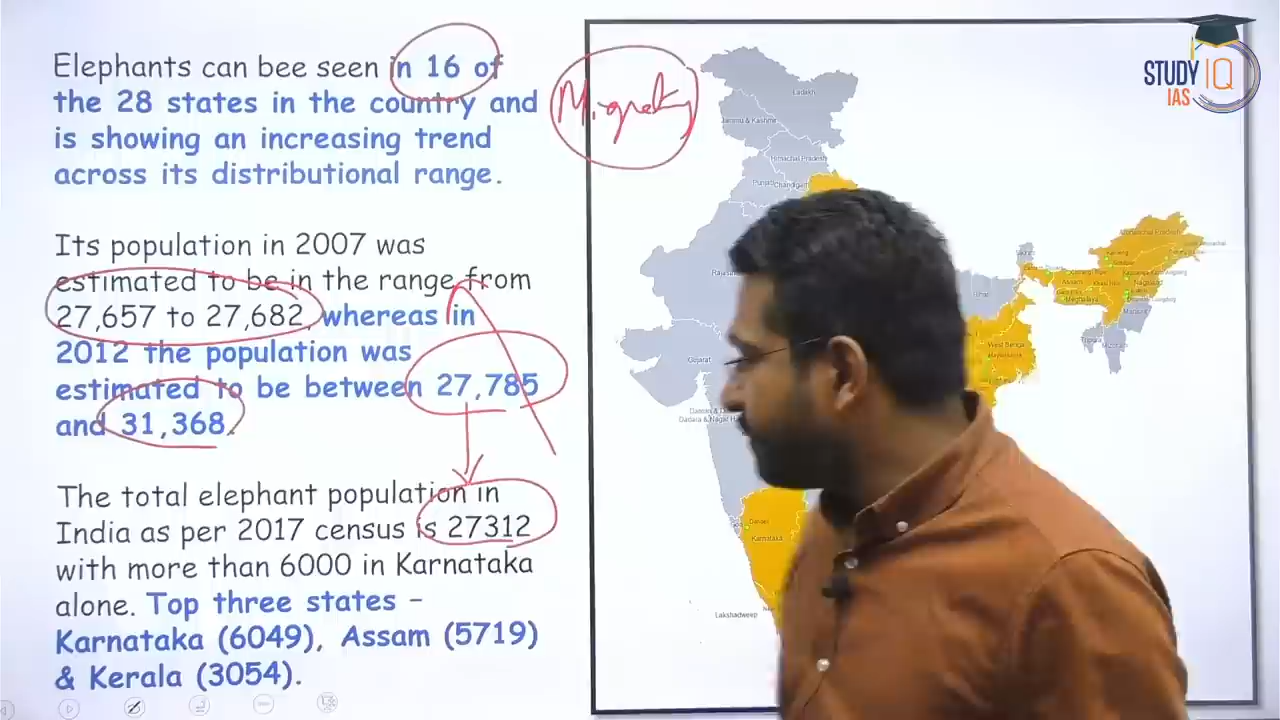 Elephants can bee seen in 16 of
the 28 states in the country and
is showing an increasing trend
across its distributional range.
Its population in 2007 was
estimated to be in the range from
27,657 to 27,682, whereas in
2012 the population was
estimated to be between 27,785
and 31,368.
The total elephant population in
India as per 2017 census is 27312
with more than 6000 in Karnataka
alone. Top three states –
Karnataka (6049), Assam (5719)
& Kerala (3054).
STUDY IQ
IAS
Ladakh
Jammu & Kashmir
Himachal Pradesh
Chandigarh
Gujarat
Bihar
West Benga
Arunachal Pradesh
Assam
Nagaland
Meghalaya
Tripura
Karnataka
Lakshadweep